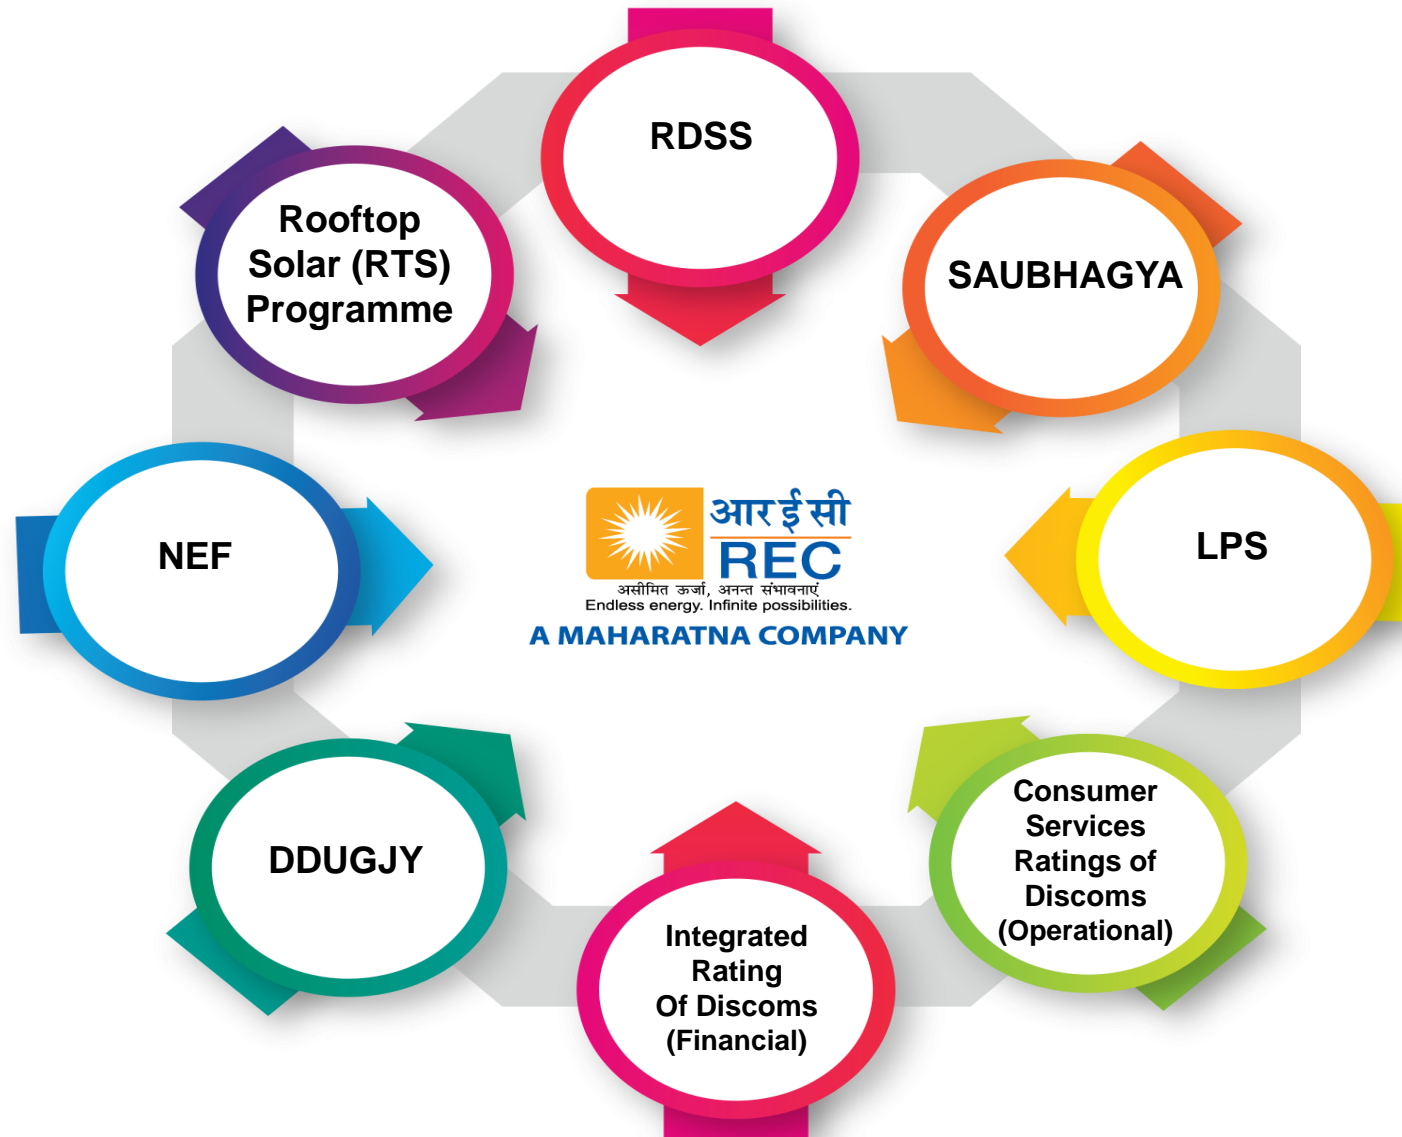 RDSS
SAUBHAGYA
LPS
Consumer
Services
Ratings of
Discoms
(Operational)
Integrated
Rating
Of Discoms
(Financial)
DDUGJY
NEF
Rooftop
Solar (RTS)
Programme
आर ई सी
REC
असीमित ऊर्जा, अनन्त संभावनाएं
Endless energy. Infinite possibilities.
A MAHARATNA COMPANY